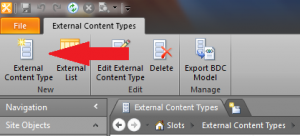 File
External Content Types
External
Content Type
External
List
Edit External
Content Type
Delete
Export BDC
Model
New
Edit
Manage
Navigation
Site Objects
External Content Types
Slots
External Content Types